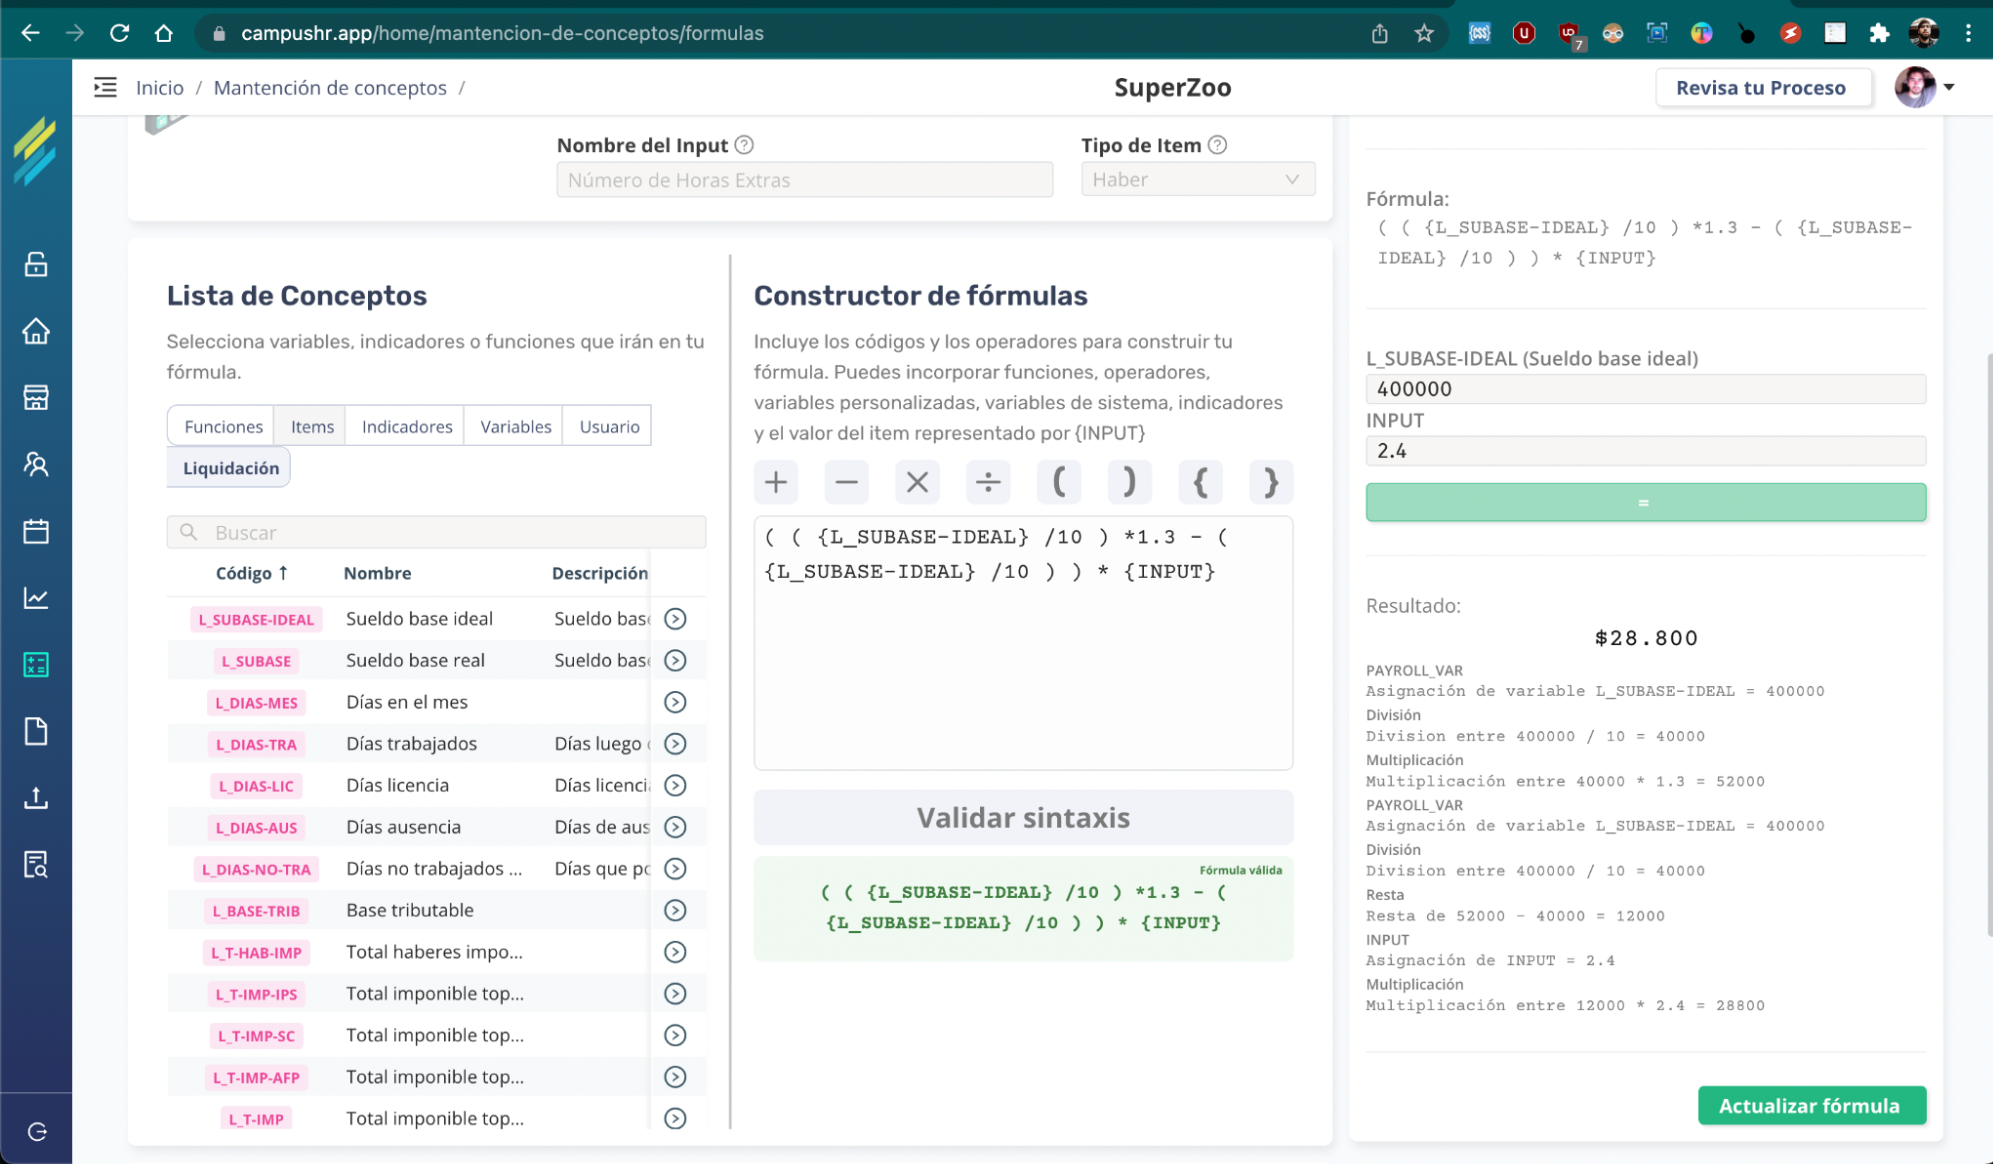 campushr.app/home/mantencion-de-conceptos/formulas
{css}
U
7
T
Inicio / Mantención de conceptos /
SuperZoo
Revisa tu Proceso
Nombre del Input ?
Número de Horas Extras
Tipo de Item ?
Haber
Lista de Conceptos
Selecciona variables, indicadores o funciones que irán en tu
fórmula.
Funciones
Items
Indicadores
Variables
Usuario
Liquidación
Buscar
Código ↑ Nombre Descripción
L_SUBASE-IDEAL Sueldo base ideal Sueldo base
L_SUBASE Sueldo base real Sueldo base
L_DIAS-MES Días en el mes
L_DIAS-TRA Días trabajados Días luego
L_DIAS-LIC Días licencia Días licencia
L_DIAS-AUS Días ausencia Días de aus
L_DIAS-NO-TRA Días no trabajados ... Días que po
L_BASE-TRIB Base tributable
L_T-HAB-IMP Total haberes impo...
L_T-IMP-IPS Total imponible top...
L_T-IMP-SC Total imponible top...
L_T-IMP-AFP Total imponible top...
L_T-IMP Total imponible top...
Constructor de fórmulas
Incluye los códigos y los operadores para construir tu
fórmula. Puedes incorporar funciones, operadores,
variables personalizadas, variables de sistema, indicadores
y el valor del item representado por {INPUT}
+ − × ÷ ( ) { }
( ( {L_SUBASE-IDEAL} /10 ) *1.3 - (
{L_SUBASE-IDEAL} /10 ) ) * {INPUT}
Validar sintaxis
Fórmula válida
( ( {L_SUBASE-IDEAL} /10 ) *1.3 - (
{L_SUBASE-IDEAL} /10 ) ) * {INPUT}
Fórmula:
( ( {L_SUBASE-IDEAL} /10 ) *1.3 - ( {L_SUBASE-
IDEAL} /10 ) ) * {INPUT}
L_SUBASE-IDEAL (Sueldo base ideal)
400000
INPUT
2.4
=
Resultado:
$28.800
PAYROLL_VAR
Asignación de variable L_SUBASE-IDEAL = 400000
División
Division entre 400000 / 10 = 40000
Multiplicación
Multiplicación entre 40000 * 1.3 = 52000
PAYROLL_VAR
Asignación de variable L_SUBASE-IDEAL = 400000
División
Division entre 400000 / 10 = 40000
Resta
Resta de 52000 - 40000 = 12000
INPUT
Asignación de INPUT = 2.4
Multiplicación
Multiplicación entre 12000 * 2.4 = 28800
Actualizar fórmula